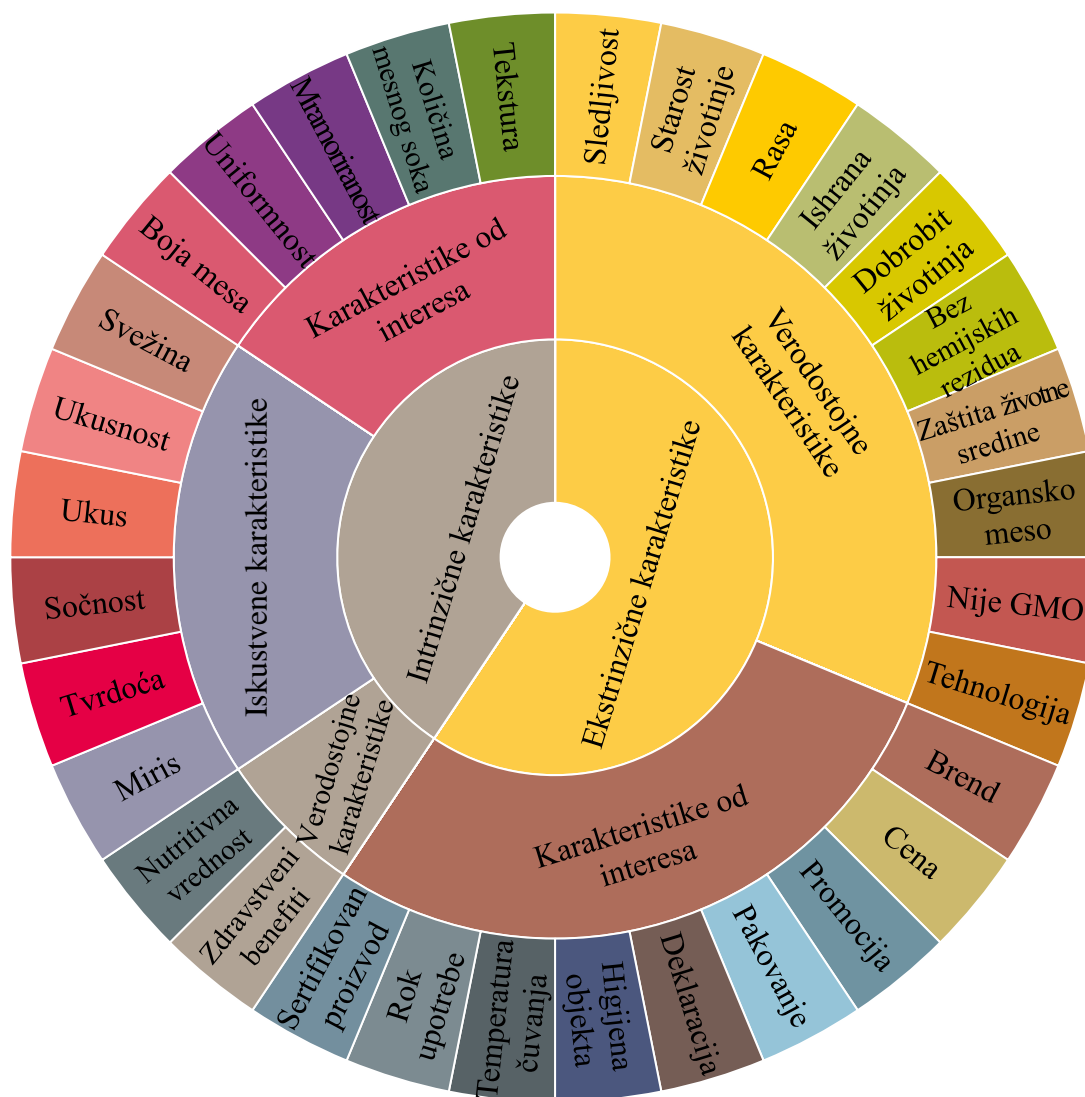 Ekstrinzične karakteristike
Intrinzične karakteristike
Verodostojne
karakteristike
Karakteristike od
interesa
Verodostojne
karakteristike
Iskustvene karakteristike
Karakteristike od
interesa
Sledljivost
Starost
životinje
Rasa
Ishrana
životinja
Dobrobit
životinja
Bez
hemijskih
rezidua
Zaštita životne
sredine
Organsko
meso
Nije GMO
Tehnologija
Brend
Cena
Promocija
Pakovanje
Deklaracija
Higijena
objekta
Temperatura
čuvanja
Rok
upotrebe
Sertifikovan
proizvod
Zdravstveni
benefiti
Nutritivna
vrednost
Miris
Tvrdoća
Sočnost
Ukus
Ukusnost
Svežina
Boja mesa
Uniformnost
Mramoriranost
Količina
mesnog soka
Tekstura